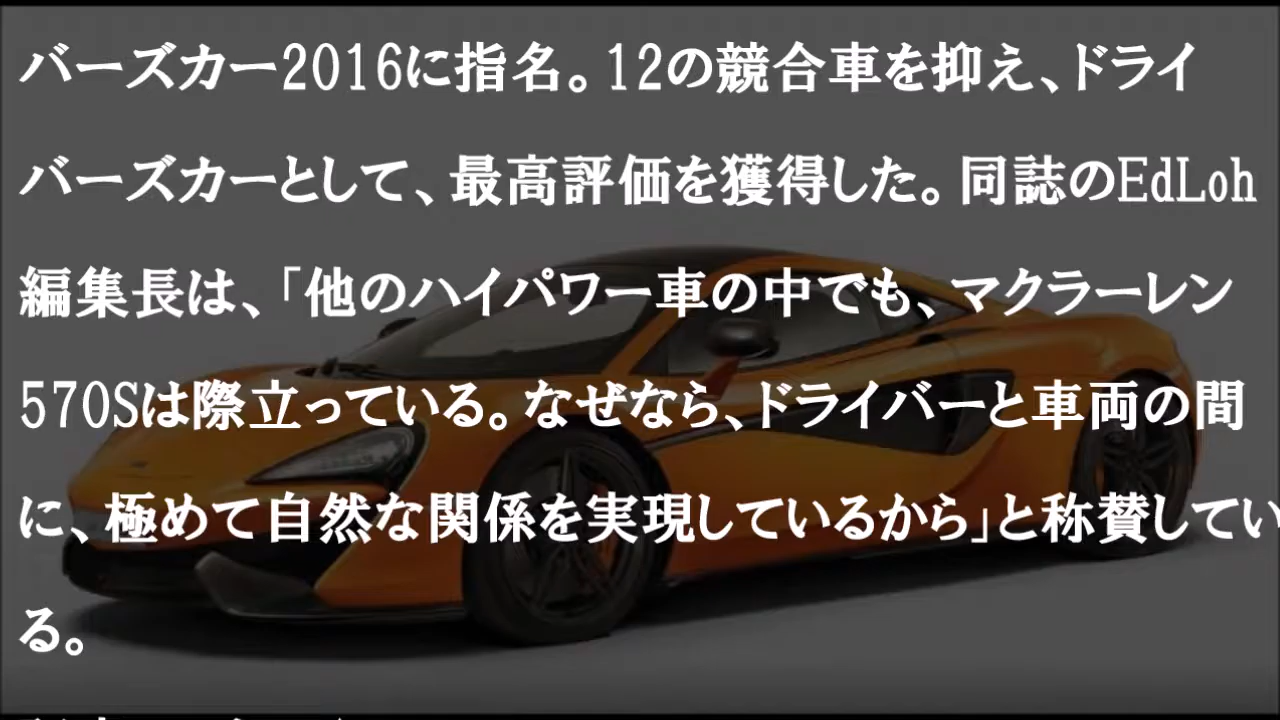 バーズカー2016に指名。12の競合車を抑え、ドライ
バーズカーとして、最高評価を獲得した。同誌のEdLoh
編集長は、「他のハイパワー車の中でも、マクラーレン
570Sは際立っている。なぜなら、ドライバーと車両の間
に、極めて自然な関係を実現しているから」と称賛してい
る。